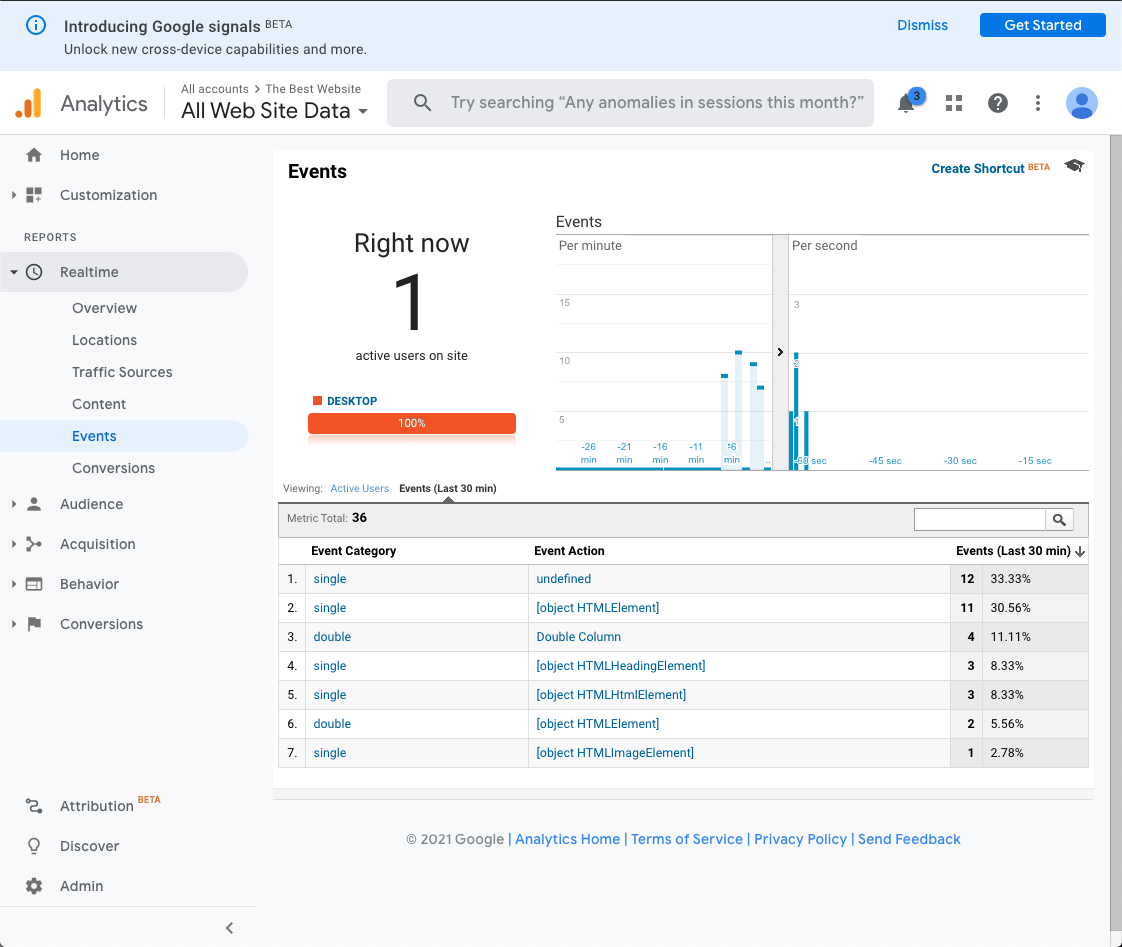 Introducing Google signals BETA
Unlock new cross-device capabilities and more.
Dismiss
Get Started
Analytics
All accounts > The Best Website
All Web Site Data
Try searching “Any anomalies in sessions this month?”
3
Home
Customization
REPORTS
Realtime
Overview
Locations
Traffic Sources
Content
Events
Conversions
Audience
Acquisition
Behavior
Conversions
Attribution BETA
Discover
Admin
Events
Create Shortcut BETA
Right now
1
active users on site
DESKTOP
100%
Events
Per minute
15
10
5
-26 min
-21 min
-16 min
-11 min
-6 min
..
Per second
3
2
1
-60 sec
-45 sec
-30 sec
-15 sec
Viewing: Active Users Events (Last 30 min)
Metric Total: 36
Event Category Event Action Events (Last 30 min)
1. single undefined 12 33.33%
2. single [object HTMLElement] 11 30.56%
3. double Double Column 4 11.11%
4. single [object HTMLHeadingElement] 3 8.33%
5. single [object HTMLHtmlElement] 3 8.33%
6. double [object HTMLElement] 2 5.56%
7. single [object HTMLImageElement] 1 2.78%
© 2021 Google | Analytics Home | Terms of Service | Privacy Policy | Send Feedback